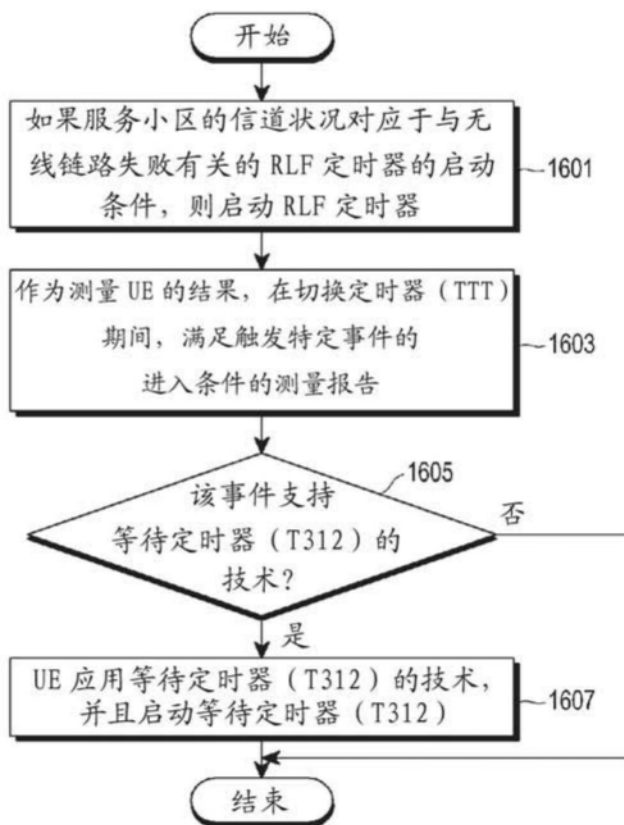 开始
如果服务小区的信道状况对应于与无
线链路失败有关的 RLF 定时器的启动
条件，则启动 RLF 定时器
1601
作为测量 UE 的结果，在切换定时器（TTT）
期间，满足触发特定事件的
进入条件的测量报告
1603
1605
该事件支持
等待定时器（T312）的
技术？
否
是
UE 应用等待定时器（T312）的技术，
并且启动等待定时器（T312）
1607
结束